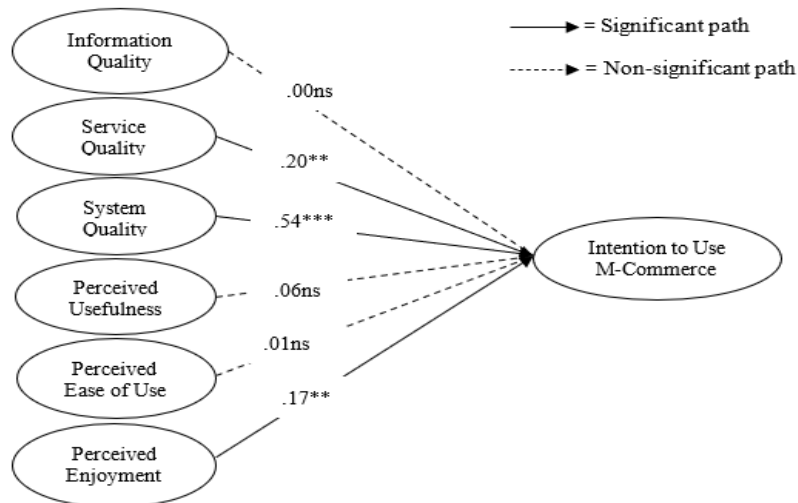 Information
Quality
= Significant path
= Non-significant path
.00ns
Service
Quality
.20**
System
Quality
.54***
Intention to Use
M-Commerce
Perceived
Usefulness
.06ns
Perceived
Ease of Use
.01ns
Perceived
Enjoyment
.17**